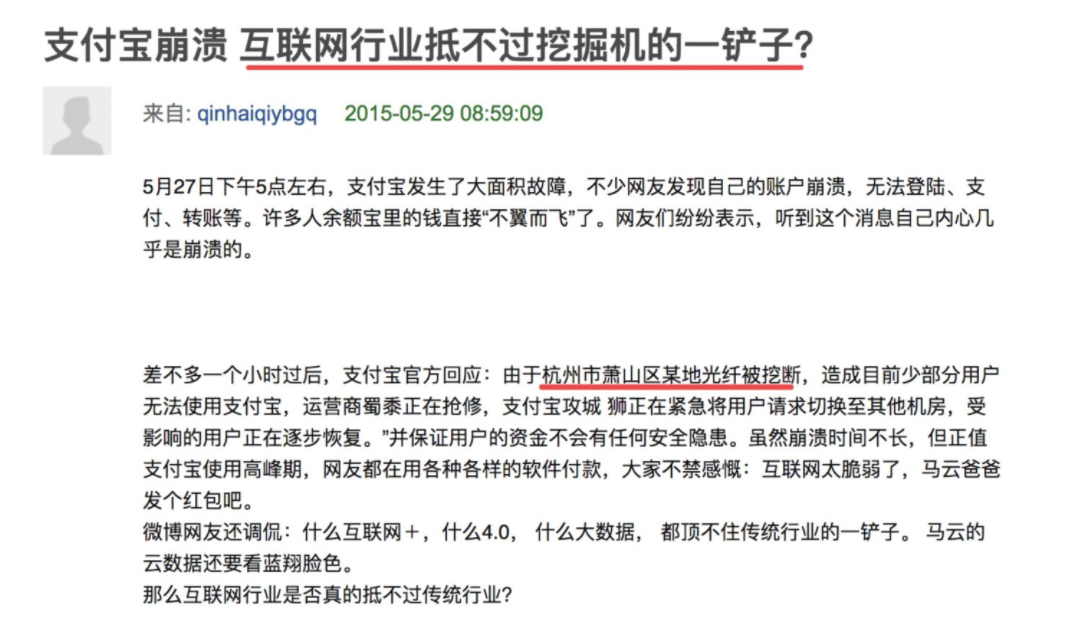 支付宝崩溃 互联网行业抵不过挖掘机的一铲子?
来自: qinhaiqiybgq 2015-05-29 08:59:09
5月27日下午5点左右，支付宝发生了大面积故障，不少网友发现自己的账户崩溃，无法登陆、支
付、转账等。许多人余额宝里的钱直接“不翼而飞”了。网友们纷纷表示，听到这个消息自己内心几
乎是崩溃的。
差不多一个小时过后，支付宝官方回应：由于杭州市萧山区某地光纤被挖断，造成目前少部分用户
无法使用支付宝，运营商蜀黍正在抢修，支付宝攻城 狮正在紧急将用户请求切换至其他机房，受
影响的用户正在逐步恢复。”并保证用户的资金不会有任何安全隐患。虽然崩溃时间不长，但正值
支付宝使用高峰期，网友都在用各种各样的软件付款，大家不禁感慨：互联网太脆弱了，马云爸爸
发个红包吧。
微博网友还调侃：什么互联网＋，什么4.0， 什么大数据， 都顶不住传统行业的一铲子。 马云的
云数据还要看蓝翔脸色。
那么互联网行业是否真的抵不过传统行业?